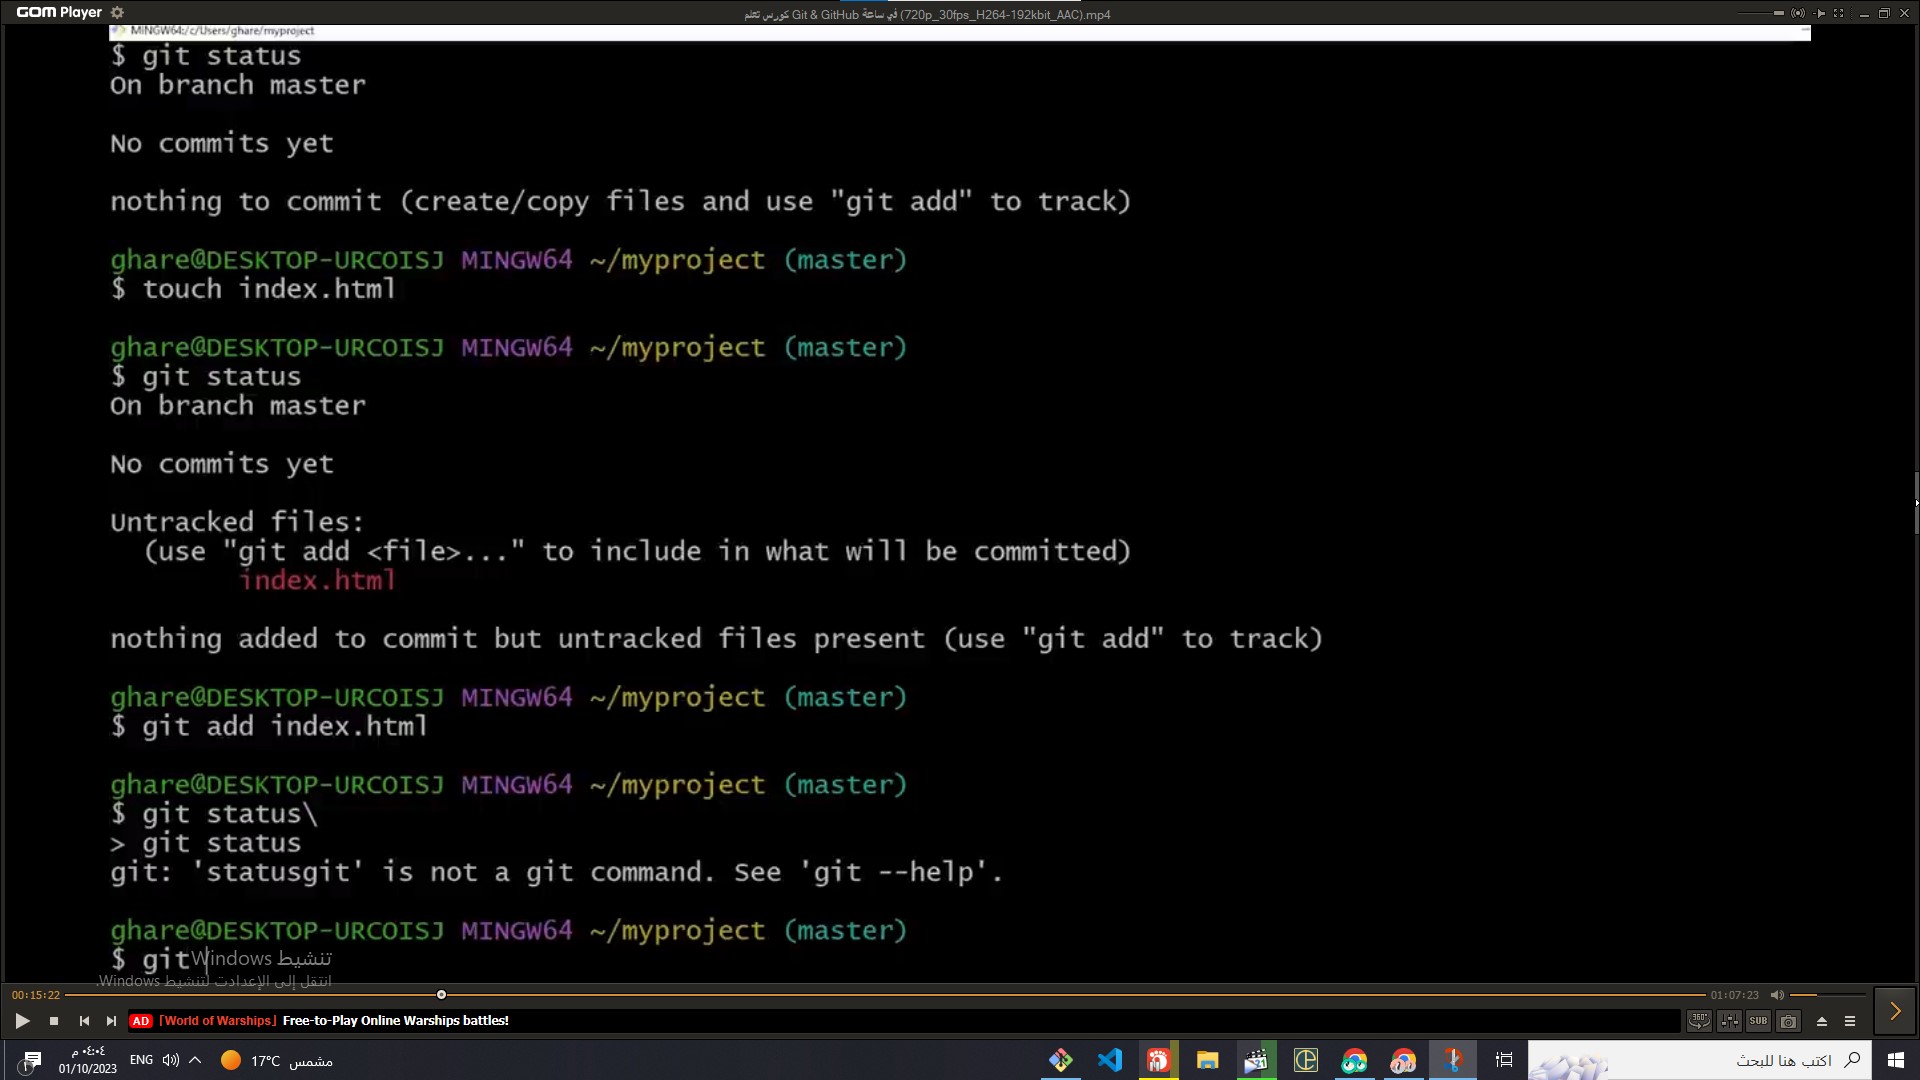 GOM Player
كورس تتعلم Git & GitHub في ساعة (720p_30fps_H264-192kbit_AAC).mp4
MINGW64:/c/Users/ghare/myproject
$ git status
On branch master
No commits yet
nothing to commit (create/copy files and use "git add" to track)
ghare@DESKTOP-URCOISJ MINGW64 ~/myproject (master)
$ touch index.html
ghare@DESKTOP-URCOISJ MINGW64 ~/myproject (master)
$ git status
On branch master
No commits yet
Untracked files:
(use "git add <file>..." to include in what will be committed)
index.html
nothing added to commit but untracked files present (use "git add" to track)
ghare@DESKTOP-URCOISJ MINGW64 ~/myproject (master)
$ git add index.html
ghare@DESKTOP-URCOISJ MINGW64 ~/myproject (master)
$ git status\
> git status
git: 'statusgit' is not a git command. See 'git --help'.
ghare@DESKTOP-URCOISJ MINGW64 ~/myproject (master)
$ git
تنشيط Windows
انتقل إلى الإعدادت لتنشيط Windows.
00:15:22
01:07:23
AD [World of Warships] Free-to-Play Online Warships battles!
360°
SUB
1
٠٤:٠٤ م
01/10/2023
ENG
17°C مشمس
21
اكتب هنا للبحث